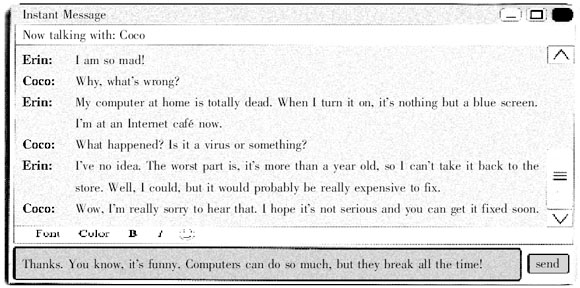 Instant Message
Now talking with: Coco
Erin: I am so mad!
Coco: Why, what's wrong?
Erin: My computer at home is totally dead. When I turn it on, it's nothing but a blue screen.
I'm at an Internet café now.
Coco: What happened? Is it a virus or something?
Erin: I've no idea. The worst part is, it's more than a year old, so I can't take it back to the
store. Well, I could, but it would probably be really expensive to fix.
Coco: Wow, I'm really sorry to hear that. I hope it's not serious and you can get it fixed soon.
Font Color B I
Thanks. You know, it's funny. Computers can do so much, but they break all the time! send